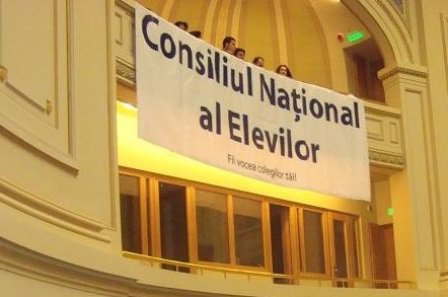 Consiliul Național
al Elevilor
Fii vocea colegilor tăi!